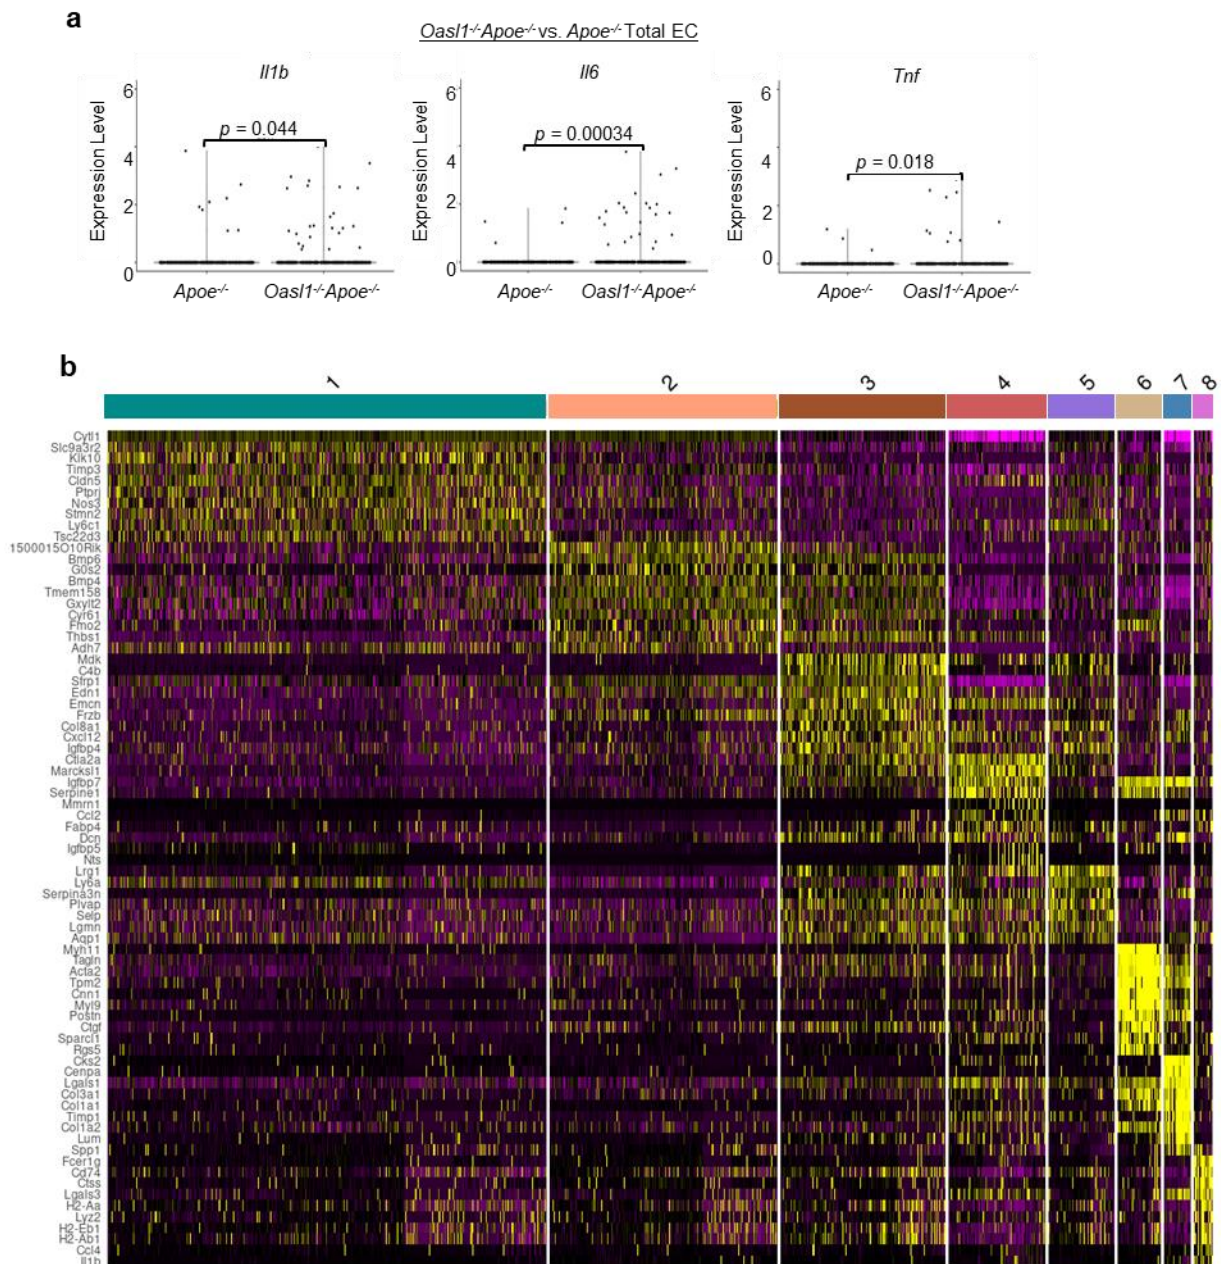 a
Oasl1-/-Apoe-/- vs. Apoe-/- Total EC
Il1b
Il6
Tnf
Expression Level
6
4
2
0
p = 0.044
Apoe-/-
Oasl1-/-Apoe-/-
Expression Level
6
4
2
0
p = 0.00034
Apoe-/-
Oasl1-/-Apoe-/-
Expression Level
6
4
2
0
p = 0.018
Apoe-/-
Oasl1-/-Apoe-/-
b
1 2 3 4 5 6 7 8
Cytl1
Slc9a3r2
Klk10
Timp3
Cldn5
Ptprj
Nos3
Stmn2
Ly6c1
Tsc22d3
1500015O10Rik
Bmp6
G0s2
Bmp4
Tmem158
Gxylt2
Cyr61
Fmo2
Thbs1
Adh7
Mdk
C4b
Sfrp1
Edn1
Emcn
Frzb
Col8a1
Cxcl12
Igfbp4
Ctla2a
Marcksl1
Igfbp7
Serpine1
Mmrn1
Ccl2
Fabp4
Dcn
Igfbp5
Nts
Lrg1
Ly6a
Serpina3n
Plvap
Selp
Lgmn
Aqp1
Myh11
Tagln
Acta2
Tpm2
Cnn1
Myl9
Postn
Ctgf
Sparcl1
Rgs5
Cks2
Cenpa
Lgals1
Col3a1
Col1a1
Timp1
Col1a2
Lum
Spp1
Fcer1g
Cd74
Ctss
Lgals3
H2-Aa
Lyz2
H2-Eb1
H2-Ab1
Ccl4
Il1b